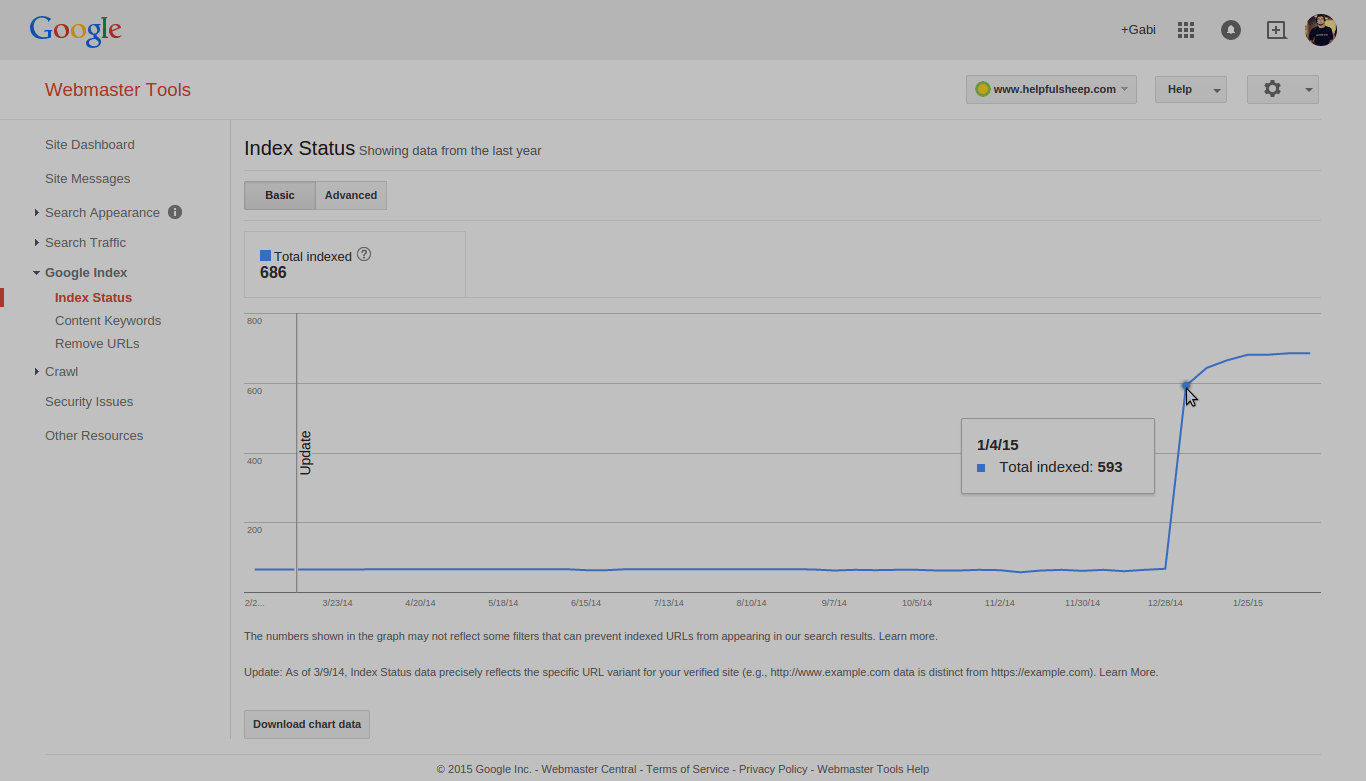 Google
+Gabi
Webmaster Tools
www.helpfulsheep.com
Help
Site Dashboard
Site Messages
Search Appearance
Search Traffic
Google Index
Index Status
Content Keywords
Remove URLs
Crawl
Security Issues
Other Resources
Index Status Showing data from the last year
Basic Advanced
Total indexed
686
800
600
400
200
Update
1/4/15
Total indexed: 593
2/2... 3/23/14 4/20/14 5/18/14 6/15/14 7/13/14 8/10/14 9/7/14 10/5/14 11/2/14 11/30/14 12/28/14 1/25/15
The numbers shown in the graph may not reflect some filters that can prevent indexed URLs from appearing in our search results. Learn more.
Update: As of 3/9/14, Index Status data precisely reflects the specific URL variant for your verified site (e.g., http://www.example.com data is distinct from https://example.com). Learn More.
Download chart data
© 2015 Google Inc. - Webmaster Central - Terms of Service - Privacy Policy - Webmaster Tools Help